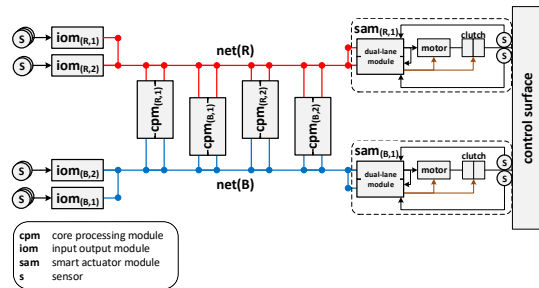 S
iom(R,1)
S
iom(R,2)
net(R)
cpm(R,1)
cpm(B,1)
cpm(R,2)
cpm(B,2)
sam(R,1)
dual-lane
module
motor
clutch
S
S
control surface
S
iom(B,2)
S
iom(B,1)
net(B)
sam(B,1)
dual-lane
module
motor
clutch
S
S
cpm core processing module
iom input output module
sam smart actuator module
s sensor